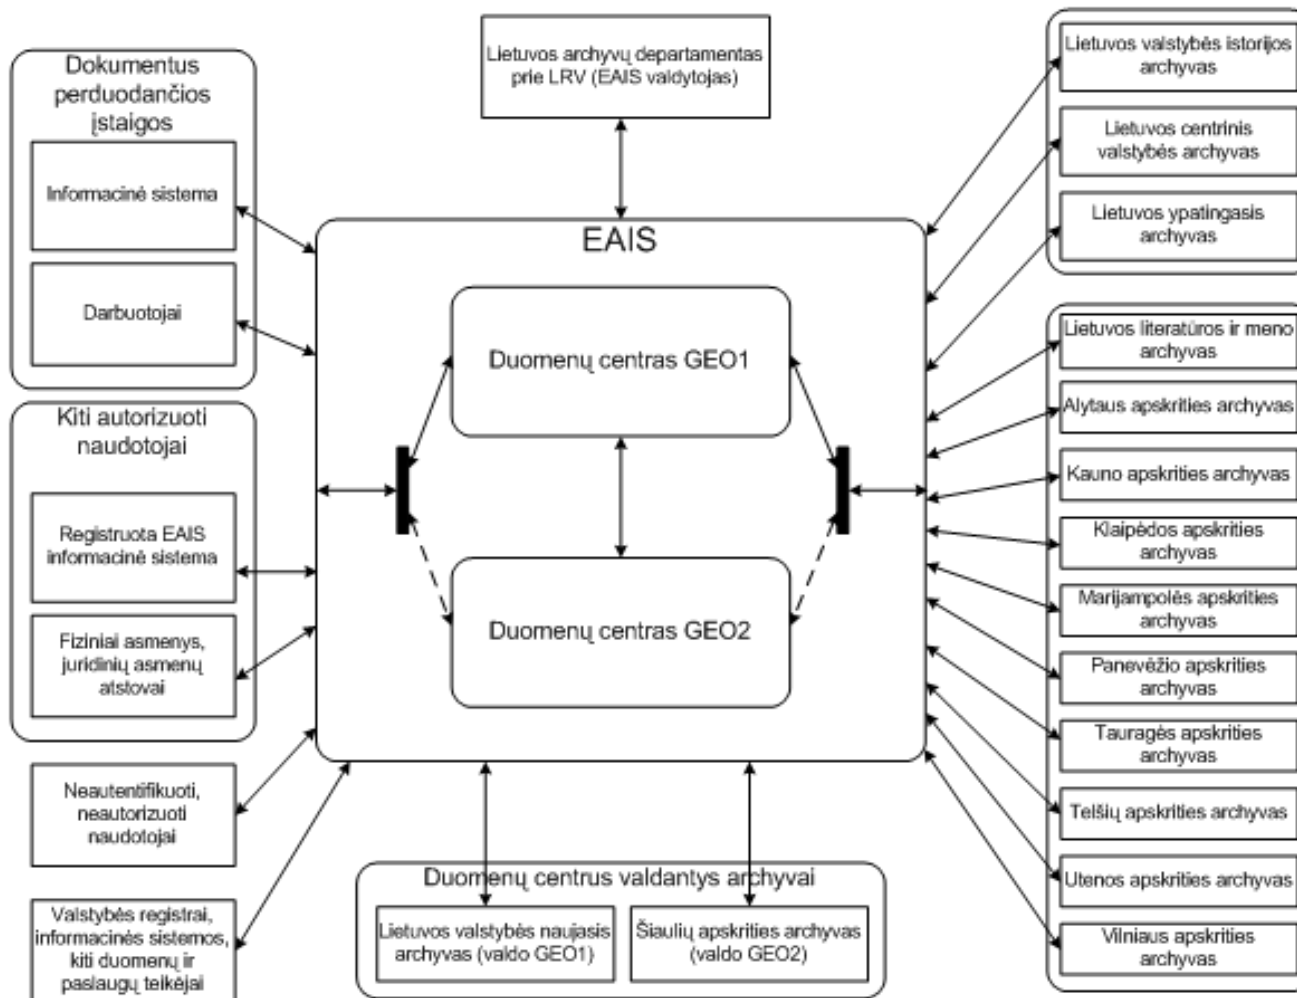 Lietuvos archyvų departamentas
prie LRV (EAIS valdytojas)
Dokumentus
perduodančios
įstaigos
Informacinė sistema
Darbuotojai
Kiti autorizuoti
naudotojai
Registruota EAIS
informacinė sistema
Fiziniai asmenys,
juridinių asmenų
atstovai
Neautentifikuoti,
neautorizuoti
naudotojai
Valstybės registrai,
informacinės sistemos,
kiti duomenų ir
paslaugų teikėjai
EAIS
Duomenų centras GEO1
Duomenų centras GEO2
Duomenų centrus valdantys archyvai
Lietuvos valstybės naujasis
archyvas (valdo GEO1)
Šiaulių apskrities archyvas
(valdo GEO2)
Lietuvos valstybės istorijos
archyvas
Lietuvos centrinis
valstybės archyvas
Lietuvos ypatingasis
archyvas
Lietuvos literatūros ir meno
archyvas
Alytaus apskrities archyvas
Kauno apskrities archyvas
Klaipėdos apskrities
archyvas
Marijampolės apskrities
archyvas
Panevėžio apskrities
archyvas
Tauragės apskrities
archyvas
Telšių apskrities archyvas
Utenos apskrities archyvas
Vilniaus apskrities
archyvas